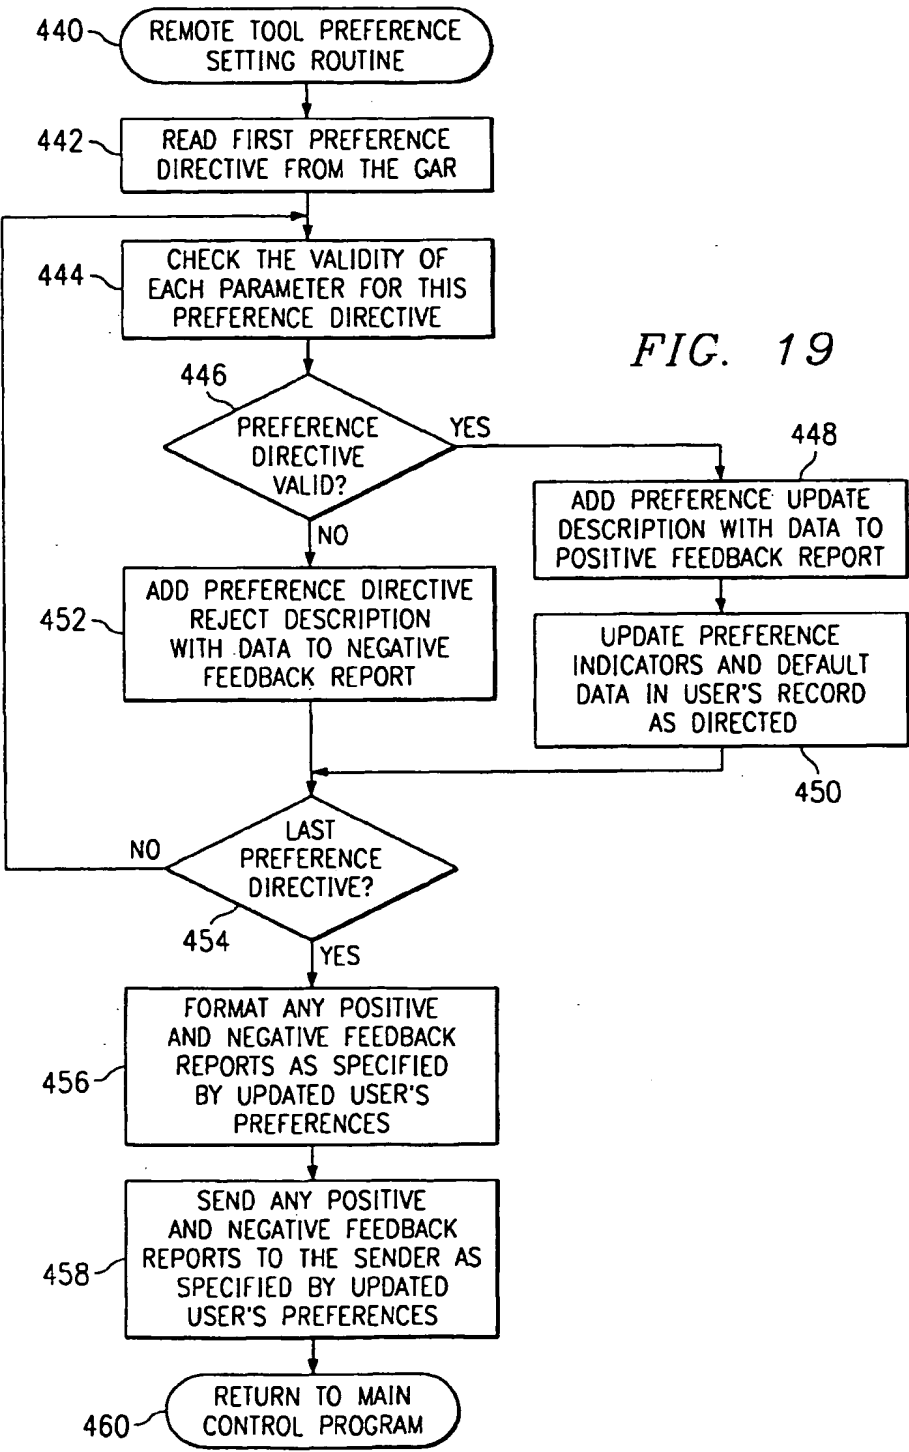 440
REMOTE TOOL PREFERENCE
SETTING ROUTINE
442
READ FIRST PREFERENCE
DIRECTIVE FROM THE GAR
444
CHECK THE VALIDITY OF
EACH PARAMETER FOR THIS
PREFERENCE DIRECTIVE
FIG. 19
446
PREFERENCE
DIRECTIVE
VALID?
YES
NO
448
ADD PREFERENCE UPDATE
DESCRIPTION WITH DATA TO
POSITIVE FEEDBACK REPORT
452
ADD PREFERENCE DIRECTIVE
REJECT DESCRIPTION
WITH DATA TO NEGATIVE
FEEDBACK REPORT
UPDATE PREFERENCE
INDICATORS AND DEFAULT
DATA IN USER'S RECORD
AS DIRECTED
450
NO
LAST
PREFERENCE
DIRECTIVE?
454
YES
456
FORMAT ANY POSITIVE
AND NEGATIVE FEEDBACK
REPORTS AS SPECIFIED
BY UPDATED USER'S
PREFERENCES
458
SEND ANY POSITIVE
AND NEGATIVE FEEDBACK
REPORTS TO THE SENDER AS
SPECIFIED BY UPDATED
USER'S PREFERENCES
460
RETURN TO MAIN
CONTROL PROGRAM